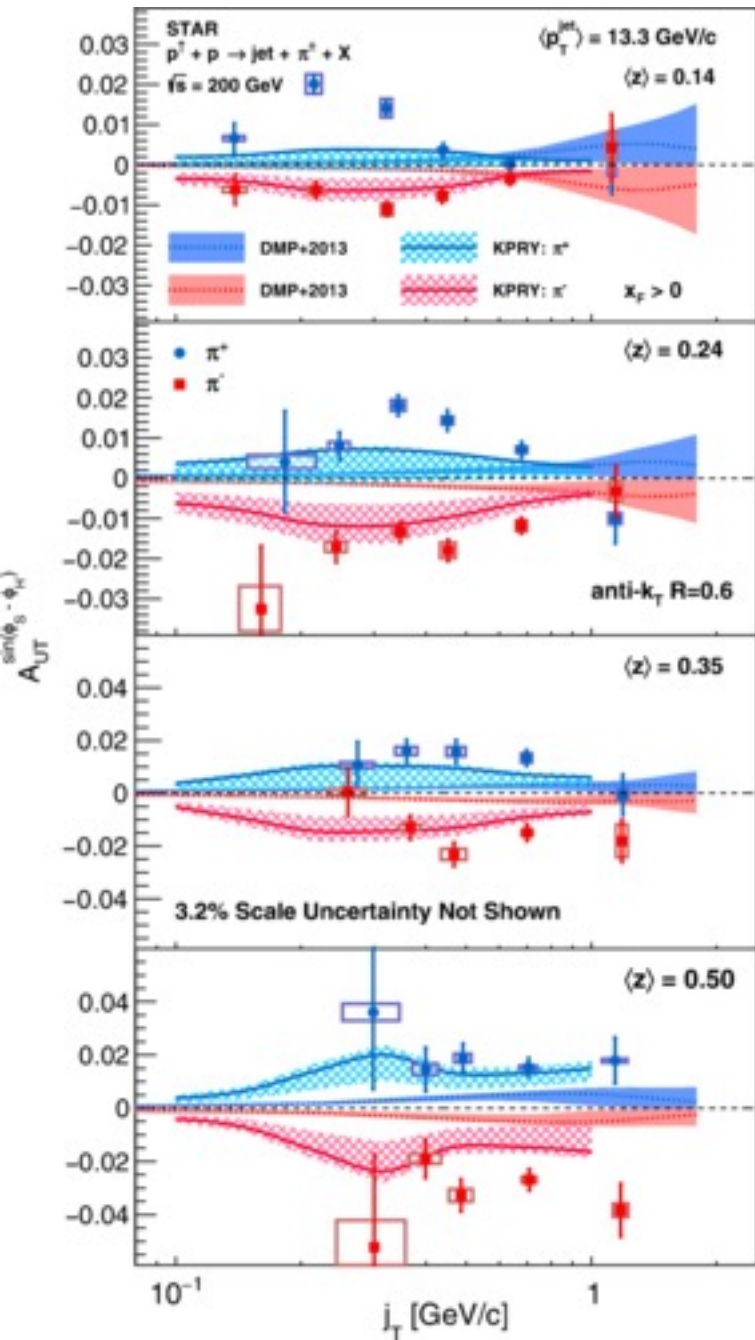 STAR
p↑ + p → jet + π± + X
√s = 200 GeV
⟨p_T^jet⟩ = 13.3 GeV/c
⟨z⟩ = 0.14
0.03
0.02
0.01
0
−0.01
−0.02
−0.03
DMP+2013
KPRY: π+
DMP+2013
KPRY: π-
x_F > 0
π+
π-
⟨z⟩ = 0.24
0.03
0.02
0.01
0
−0.01
−0.02
−0.03
anti-k_T R=0.6
A_UT^sin(ϕ_S - ϕ_H)
⟨z⟩ = 0.35
0.04
0.02
0
−0.02
−0.04
3.2% Scale Uncertainty Not Shown
⟨z⟩ = 0.50
0.04
0.02
0
−0.02
−0.04
10^−1
1
j_T [GeV/c]